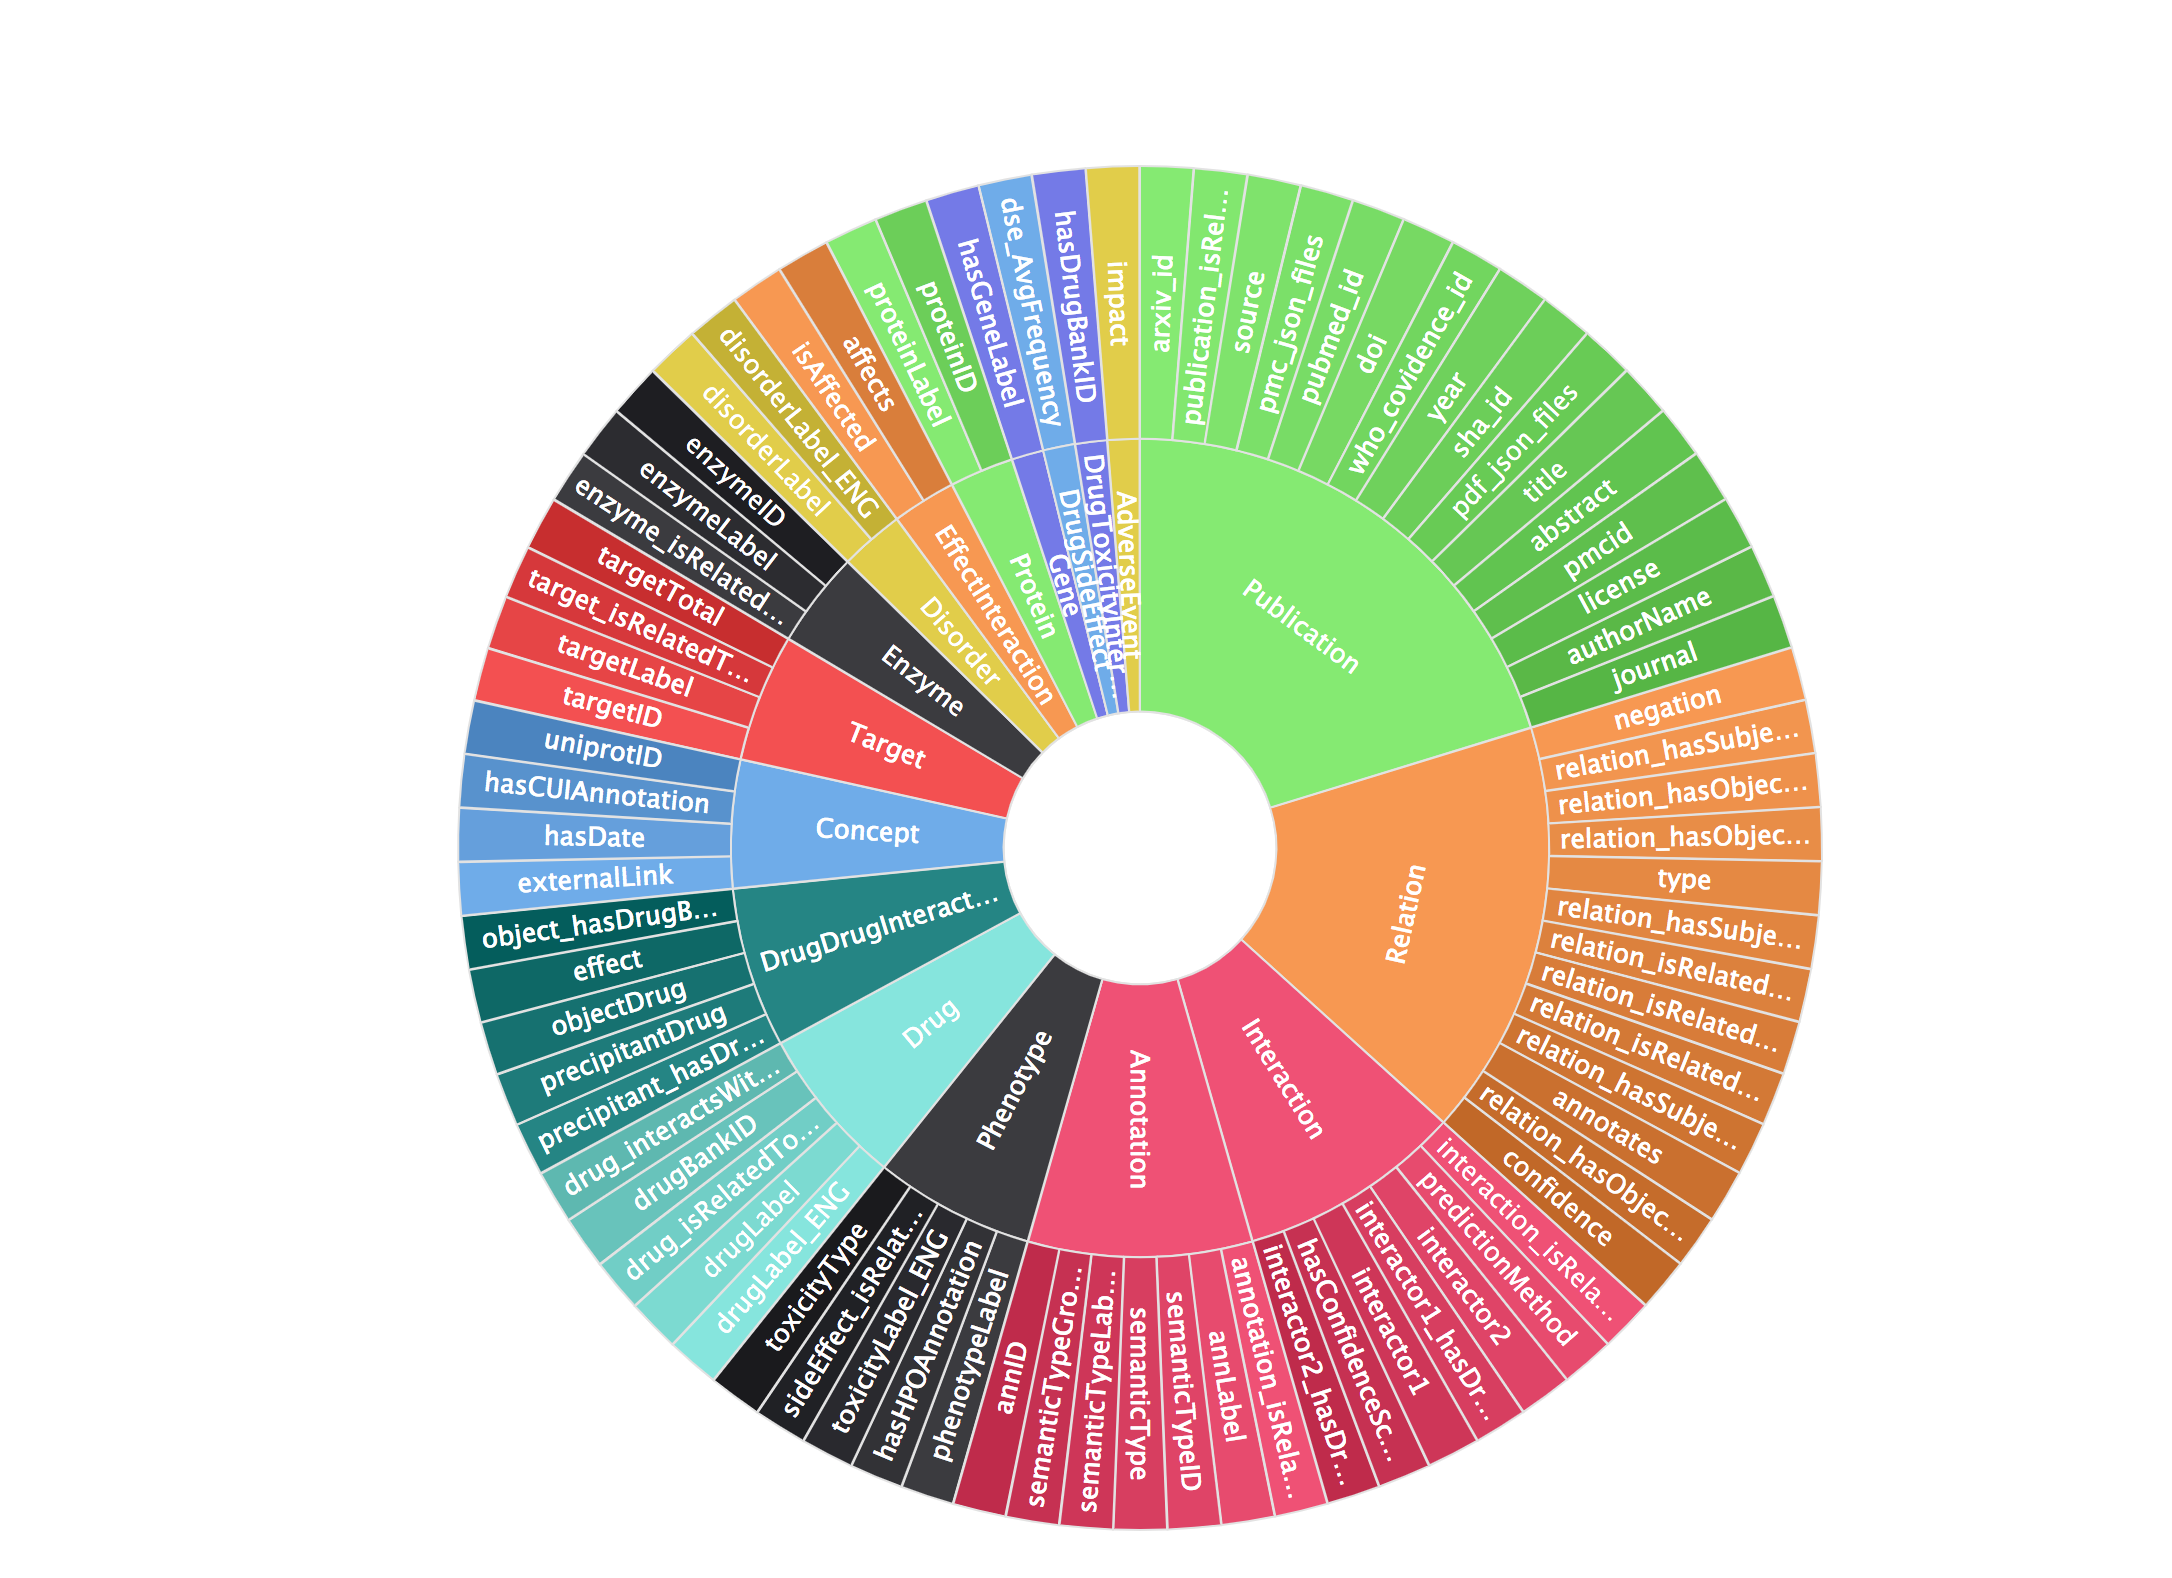 Publication
arxiv_id
publication_isRel...
source
pmc_json_files
pubmed_id
doi
who_covidence_id
year
sha_id
pdf_json_files
title
abstract
pmcid
license
authorName
journal
Relation
negation
relation_hasSubje...
relation_hasObjec...
relation_hasObjec...
type
relation_hasSubje...
relation_isRelated...
relation_isRelated...
relation_isRelated...
relation_hasSubje...
annotates
relation_hasObjec...
confidence
Interaction
interaction_isRela...
predictionMethod
interactor2
interactor1_hasDr...
interactor1
hasConfidenceSc...
interactor2_hasDr...
Annotation
annotation_isRela...
annLabel
semanticTypeID
semanticType
semanticTypeLab...
semanticTypeGro...
annID
Phenotype
phenotypeLabel
hasHPOAnnotation
toxicityLabel_ENG
sideEffect_isRelat...
toxicityType
Drug
drugLabel_ENG
drugLabel
drug_isRelatedTo...
drugBankID
drug_interactsWit...
DrugDrugInteract...
precipitant_hasDr...
precipitantDrug
objectDrug
effect
object_hasDrugB...
Concept
externalLink
hasDate
hasCUIAnnotation
uniprotID
Target
targetID
targetLabel
target_isRelatedT...
targetTotal
Enzyme
enzyme_isRelated...
enzymeLabel
enzymeID
Disorder
disorderLabel
disorderLabel_ENG
EffectInteraction
isAffected
affects
Protein
proteinLabel
proteinID
Gene
hasGeneLabel
DrugSideEffect
dse_AvgFrequency
DrugToxicityInter...
hasDrugBankID
AdverseEvent
impact